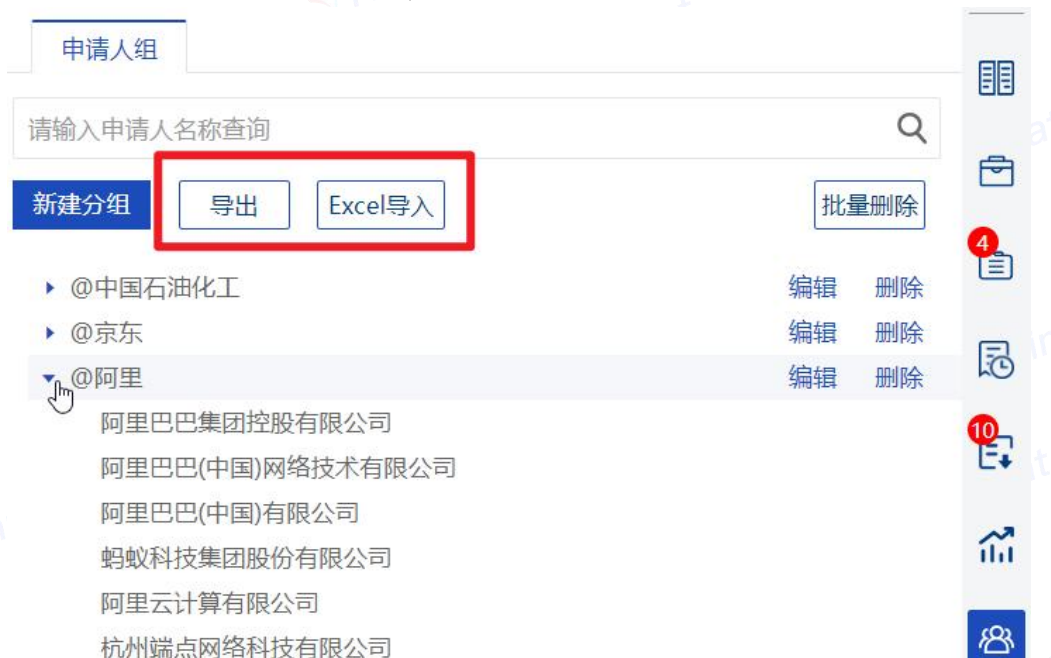 申请人组
请输入申请人名称查询
新建分组 导出 Excel导入 批量删除
@中国石油化工 编辑 删除
@京东 编辑 删除
@阿里 编辑 删除
阿里巴巴集团控股有限公司
阿里巴巴(中国)网络技术有限公司
阿里巴巴(中国)有限公司
蚂蚁科技集团股份有限公司
阿里云计算有限公司
杭州端点网络科技有限公司
4
10